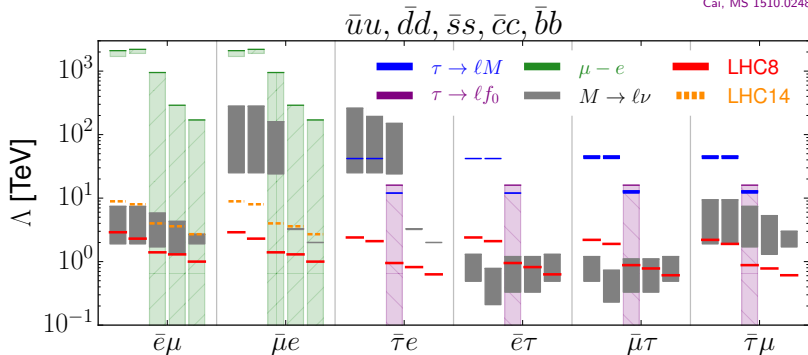 Cai, MS 1510.0248
ūu, d̄d, s̄s, c̄c, b̄b
Λ [TeV]
10³
10²
10¹
10⁰
10⁻¹
τ → ℓM
μ − e
LHC8
τ → ℓf₀
M → ℓν
LHC14
ēμ
μ̄e
τ̄e
ēτ
μ̄τ
τ̄μ